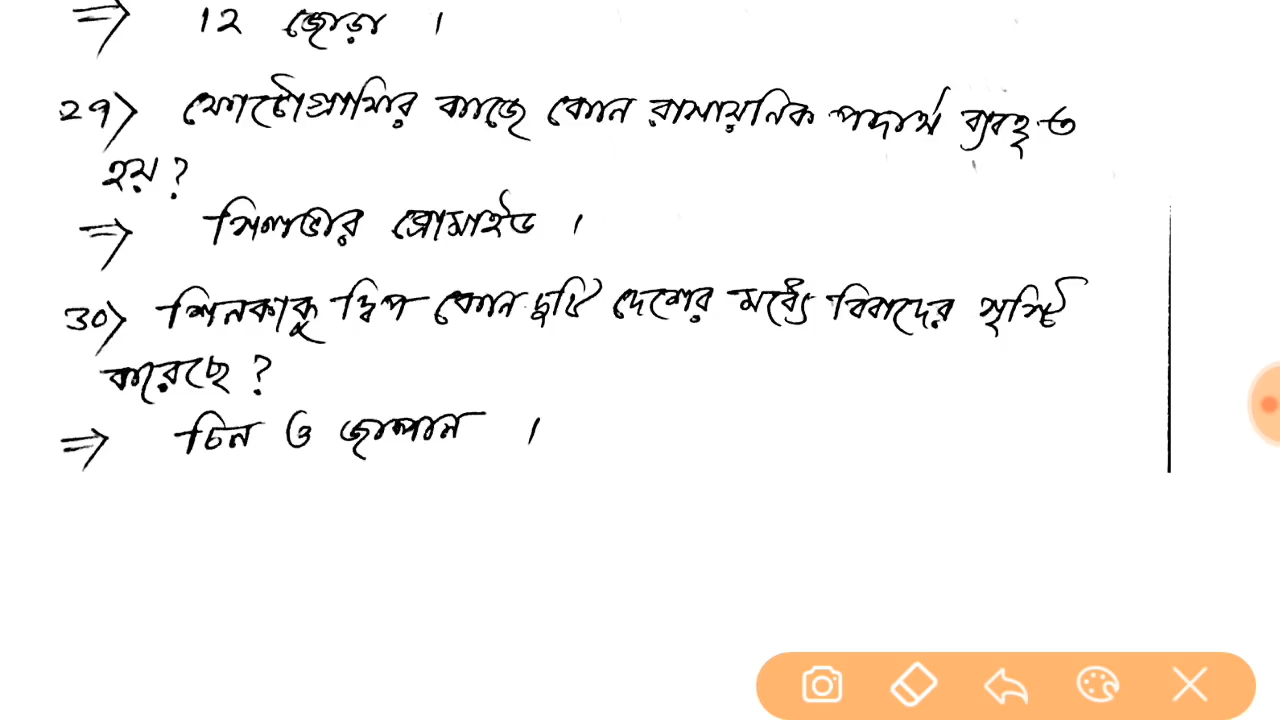 ⇒ 12 জোড়া ।
29) ফোটোগ্রাফির কাজে কোন রাসায়নিক পদার্থ ব্যবহৃত
হয় ?
⇒ সিলভার ব্রোমাইড ।
30) শিনকাকু দ্বিপ কোন দুটি দেশের মধ্যে বিবাদের সৃষ্টি
করেছে ?
⇒ চিন ও জাপান ।